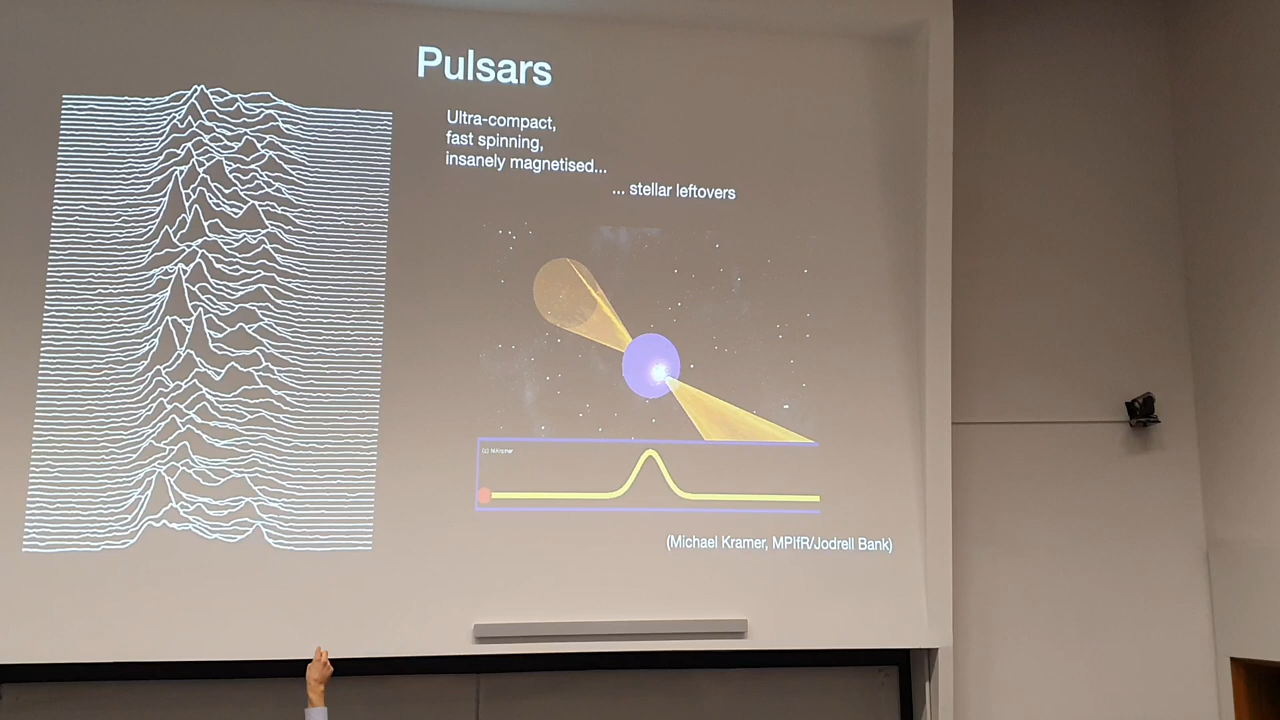 Pulsars
Ultra-compact,
fast spinning,
insanely magnetised...
... stellar leftovers
(Michael Kramer, MPIfR/Jodrell Bank)